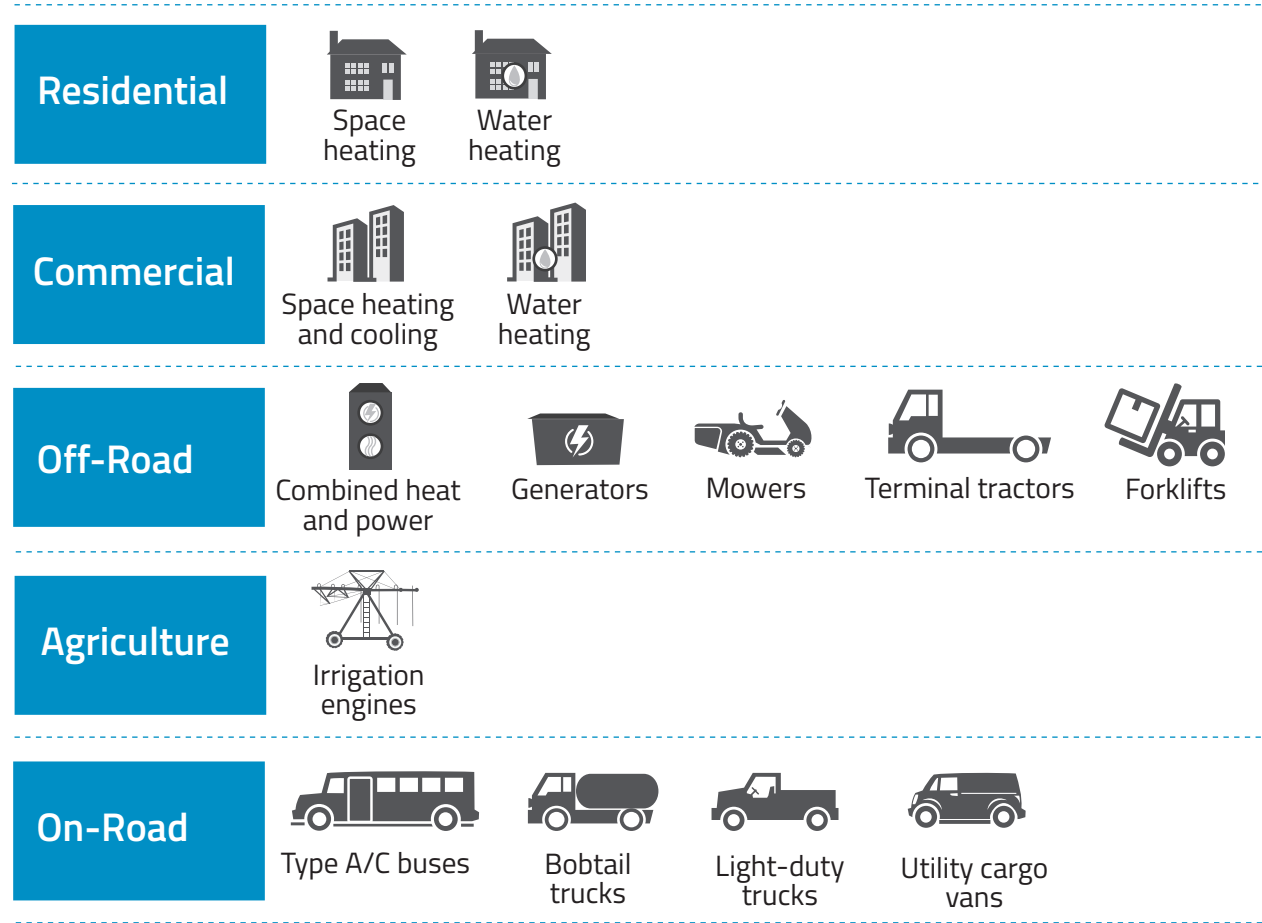 Residential
Space
heating
Water
heating
Commercial
Space heating
and cooling
Water
heating
Off-Road
Combined heat
and power
Generators
Mowers
Terminal tractors
Forklifts
Agriculture
Irrigation
engines
On-Road
Type A/C buses
Bobtail
trucks
Light-duty
trucks
Utility cargo
vans